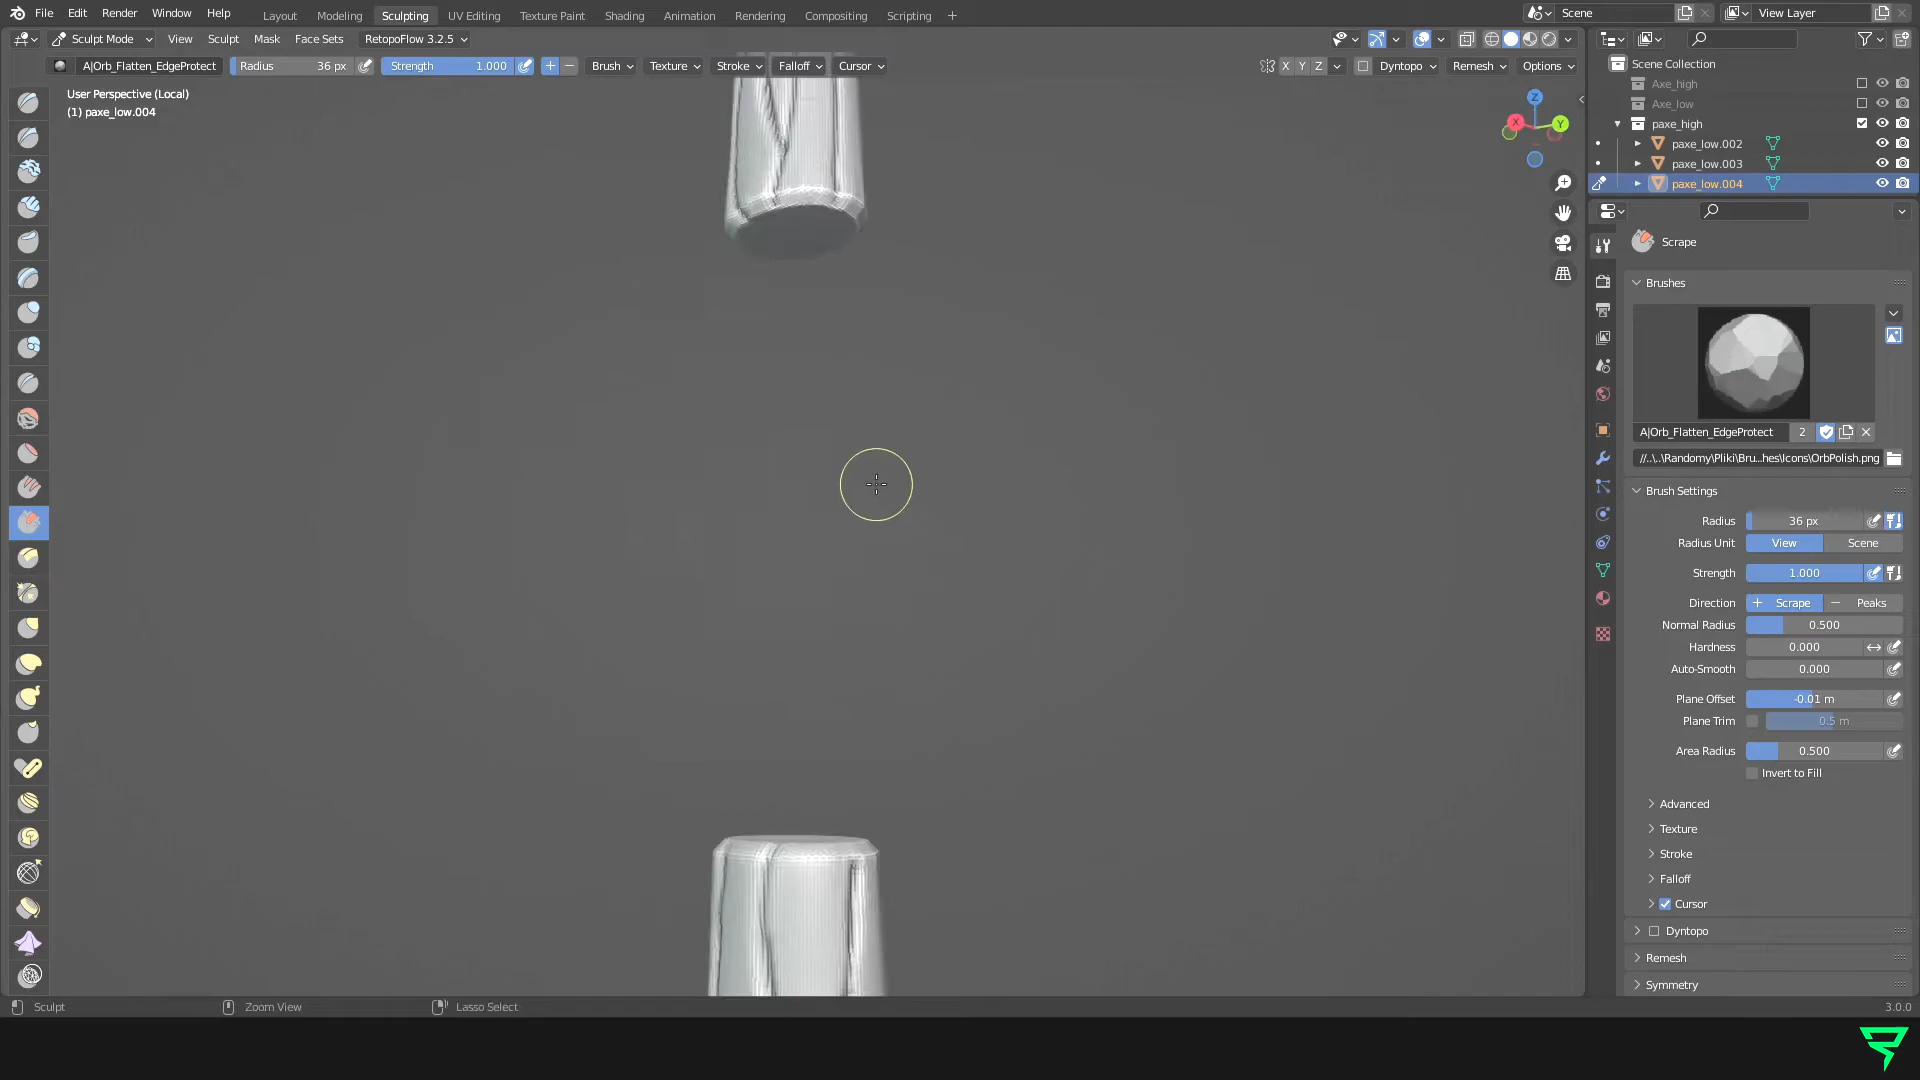 File Edit Render Window Help Layout Modeling Sculpting UV Editing Texture Paint Shading Animation Rendering Compositing Scripting + Scene View Layer
Sculpt Mode View Sculpt Mask Face Sets RetopoFlow 3.2.5
A|Orb_Flatten_EdgeProtect Radius 36 px Strength 1.000 + − Brush Texture Stroke Falloff Cursor X Y Z Dyntopo Remesh Options
User Perspective (Local)
(1) paxe_low.004
Z
X Y
Scene Collection
Axe_high
Axe_low
paxe_high
paxe_low.002
paxe_low.003
paxe_low.004
Scrape
Brushes
A|Orb_Flatten_EdgeProtect 2
//..\..\Randomy\Pliki\Bru...hes\Icons\OrbPolish.png
Brush Settings
Radius 36 px
Radius Unit View Scene
Strength 1.000
Direction + Scrape − Peaks
Normal Radius 0.500
Hardness 0.000
Auto-Smooth 0.000
Plane Offset -0.01 m
Plane Trim 0.5 m
Area Radius 0.500
Invert to Fill
Advanced
Texture
Stroke
Falloff
Cursor
Dyntopo
Remesh
Symmetry
Sculpt Zoom View Lasso Select 3.0.0